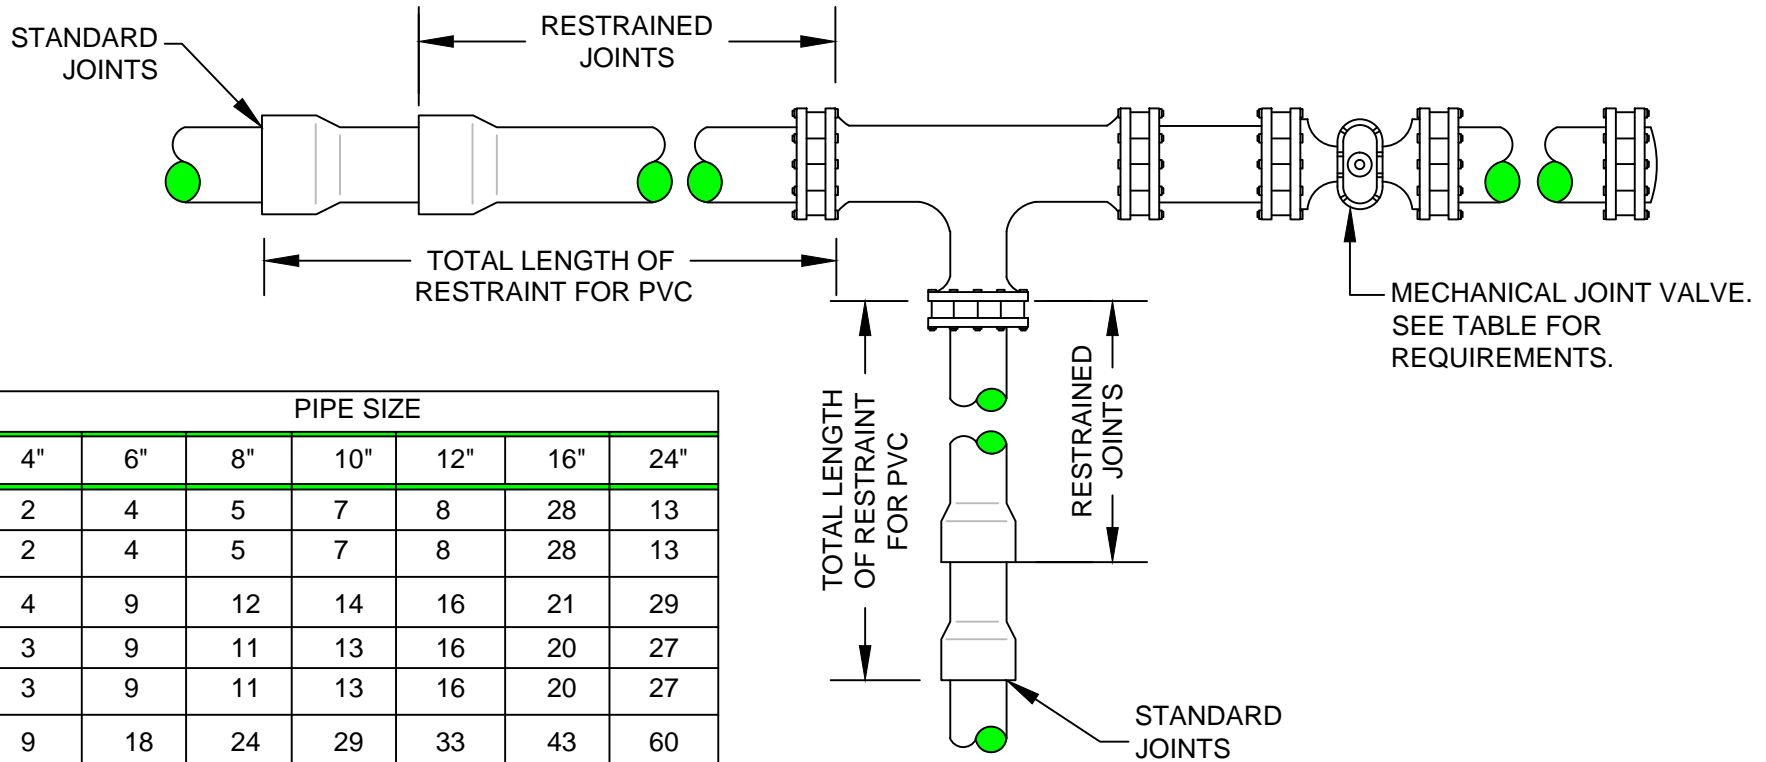 STANDARD
JOINTS
RESTRAINED
JOINTS
TOTAL LENGTH OF
RESTRAINT FOR PVC
MECHANICAL JOINT VALVE.
SEE TABLE FOR
REQUIREMENTS.
TOTAL LENGTH
OF RESTRAINT
FOR PVC
RESTRAINED
JOINTS
STANDARD
JOINTS
PIPE SIZE
4" 6" 8" 10" 12" 16" 24"
2 4 5 7 8 28 13
2 4 5 7 8 28 13
4 9 12 14 16 21 29
3 9 11 13 16 20 27
3 9 11 13 16 20 27
9 18 24 29 33 43 60